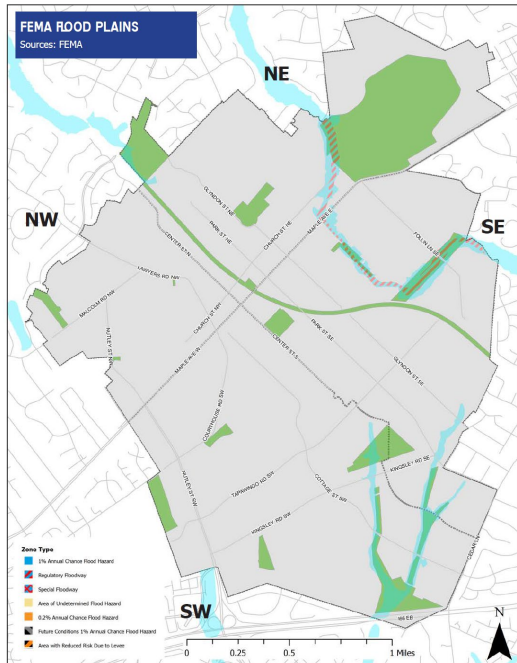 FEMA FLOOD PLAINS
Sources: FEMA
NE
NW
SE
SW
GLYNDON ST NE
PARK ST NE
CHURCH ST NE
MAPLE AVE E
FOLLIN LN SE
CENTER ST N
LAWYERS RD NW
MALCOLM RD NW
CHURCH ST NW
MAPLE AVE W
NUTLEY ST NW
PARK ST SE
CENTER ST S
GLYNDON ST SE
COURTHOUSE RD SW
KINGSLEY RD SE
TAPAWINGO RD SW
COTTAGE ST SW
NUTLEY ST SW
KINGSLEY RD SW
CEDAR LN
I66 EB
Zone Type
1% Annual Chance Flood Hazard
Regulatory Floodway
Special Floodway
Area of Undetermined Flood Hazard
0.2% Annual Chance Flood Hazard
Future Conditions 1% Annual Chance Flood Hazard
Area with Reduced Risk Due to Levee
0 0.25 0.5 1 Miles
N